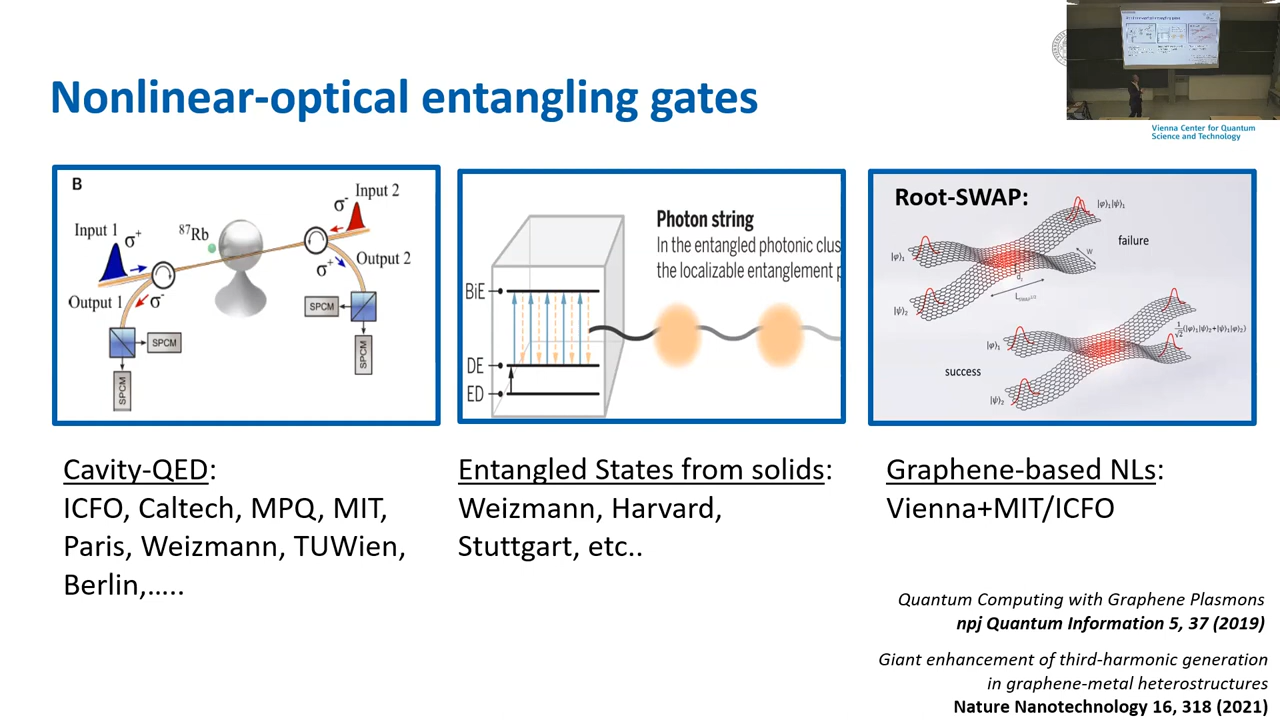 Nonlinear-optical entangling gates
Vienna Center for Quantum
Science and Technology
B
Input 1
σ+
87Rb
σ-
Input 2
σ+
Output 2
Output 1
σ-
SPCM
SPCM
SPCM
SPCM
Photon string
In the entangled photonic clus
the localizable entanglement p
BiE
DE
ED
Root-SWAP:
|φ⟩₁
|ψ⟩₂
|φ⟩₁|ψ⟩₁
failure
W
d
|φ⟩₁
|ψ⟩₂
success
Cavity-QED:
ICFO, Caltech, MPQ, MIT,
Paris, Weizmann, TUWien,
Berlin,…..
Entangled States from solids:
Weizmann, Harvard,
Stuttgart, etc..
Graphene-based NLs:
Vienna+MIT/ICFO
Quantum Computing with Graphene Plasmons
npj Quantum Information 5, 37 (2019)
Giant enhancement of third-harmonic generation
in graphene-metal heterostructures
Nature Nanotechnology 16, 318 (2021)